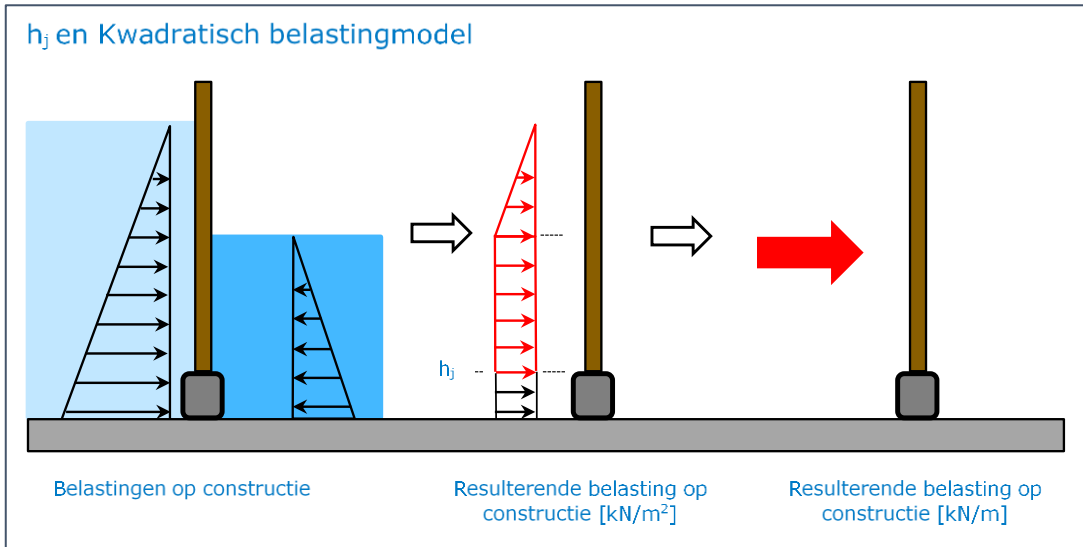 hⱼ en Kwadratisch belastingmodel
hⱼ
Belastingen op constructie
Resulterende belasting op
constructie [kN/m²]
Resulterende belasting op
constructie [kN/m]